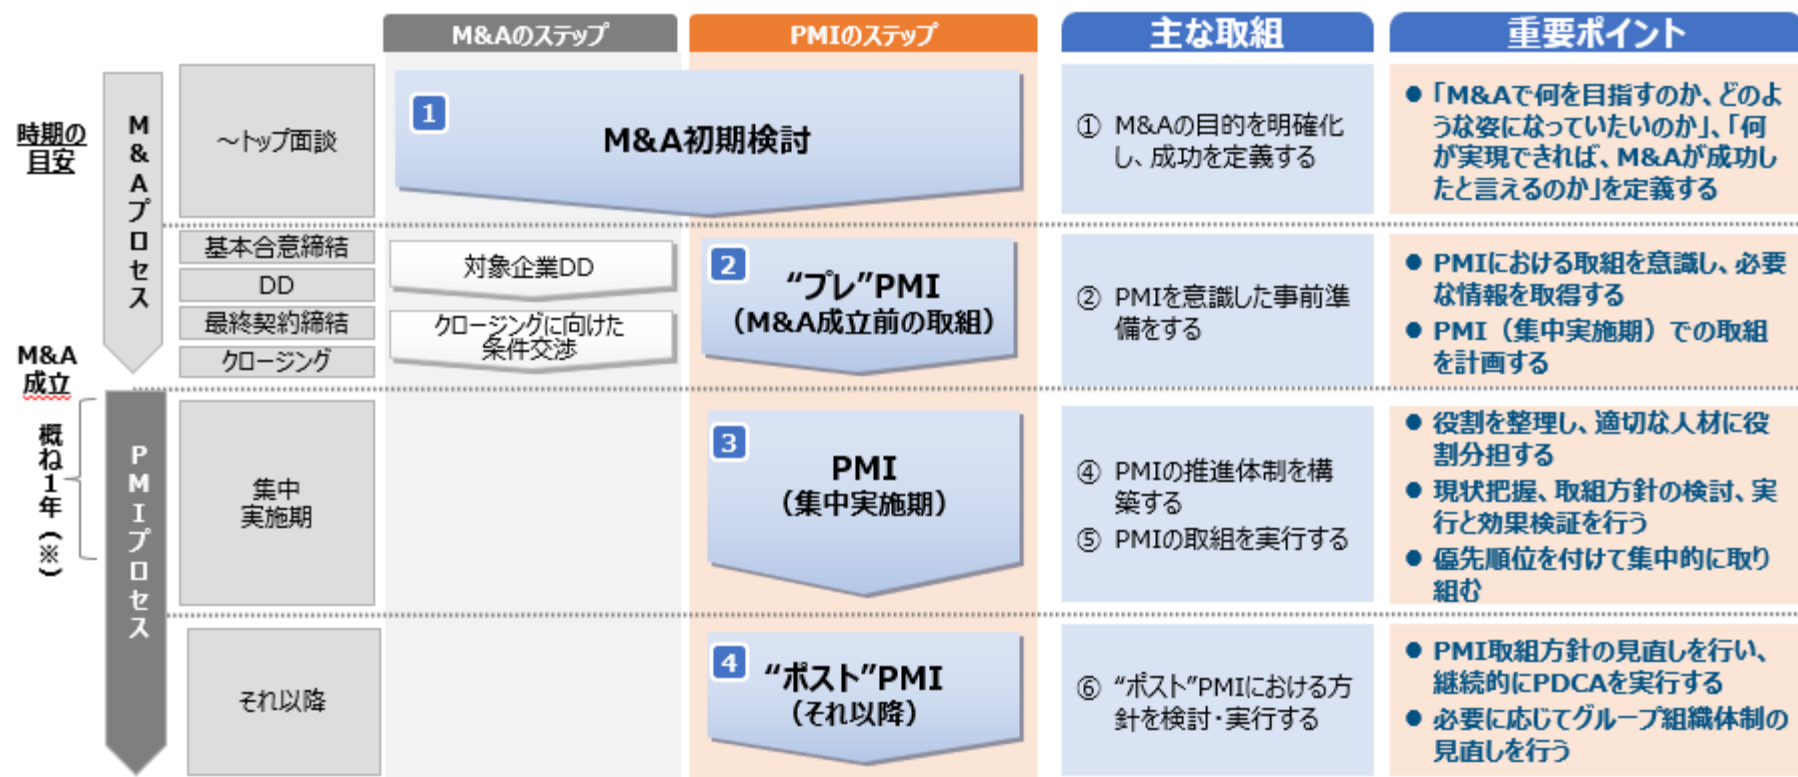 M&Aのステップ
PMIのステップ
主な取組
重要ポイント
時期の
目安
M&Aプロセス
～トップ面談
1
M&A初期検討
① M&Aの目的を明確化
し、成功を定義する
● 「M&Aで何を目指すのか、どのよ
うな姿になっていたいのか」、「何
が実現できれば、M&Aが成功し
たと言えるのか」を定義する
基本合意締結
DD
最終契約締結
クロージング
対象企業DD
クロージングに向けた
条件交渉
2
“プレ”PMI
（M&A成立前の取組）
② PMIを意識した事前準
備をする
● PMIにおける取組を意識し、必要
な情報を取得する
● PMI（集中実施期）での取組
を計画する
M&A
成立
概ね1年（※）
PMIプロセス
集中
実施期
3
PMI
（集中実施期）
④ PMIの推進体制を構
築する
⑤ PMIの取組を実行する
● 役割を整理し、適切な人材に役
割分担する
● 現状把握、取組方針の検討、実
行と効果検証を行う
● 優先順位を付けて集中的に取り
組む
それ以降
4
“ポスト”PMI
（それ以降）
⑥ “ポスト”PMIにおける方
針を検討・実行する
● PMI取組方針の見直しを行い、
継続的にPDCAを実行する
● 必要に応じてグループ組織体制の
見直しを行う